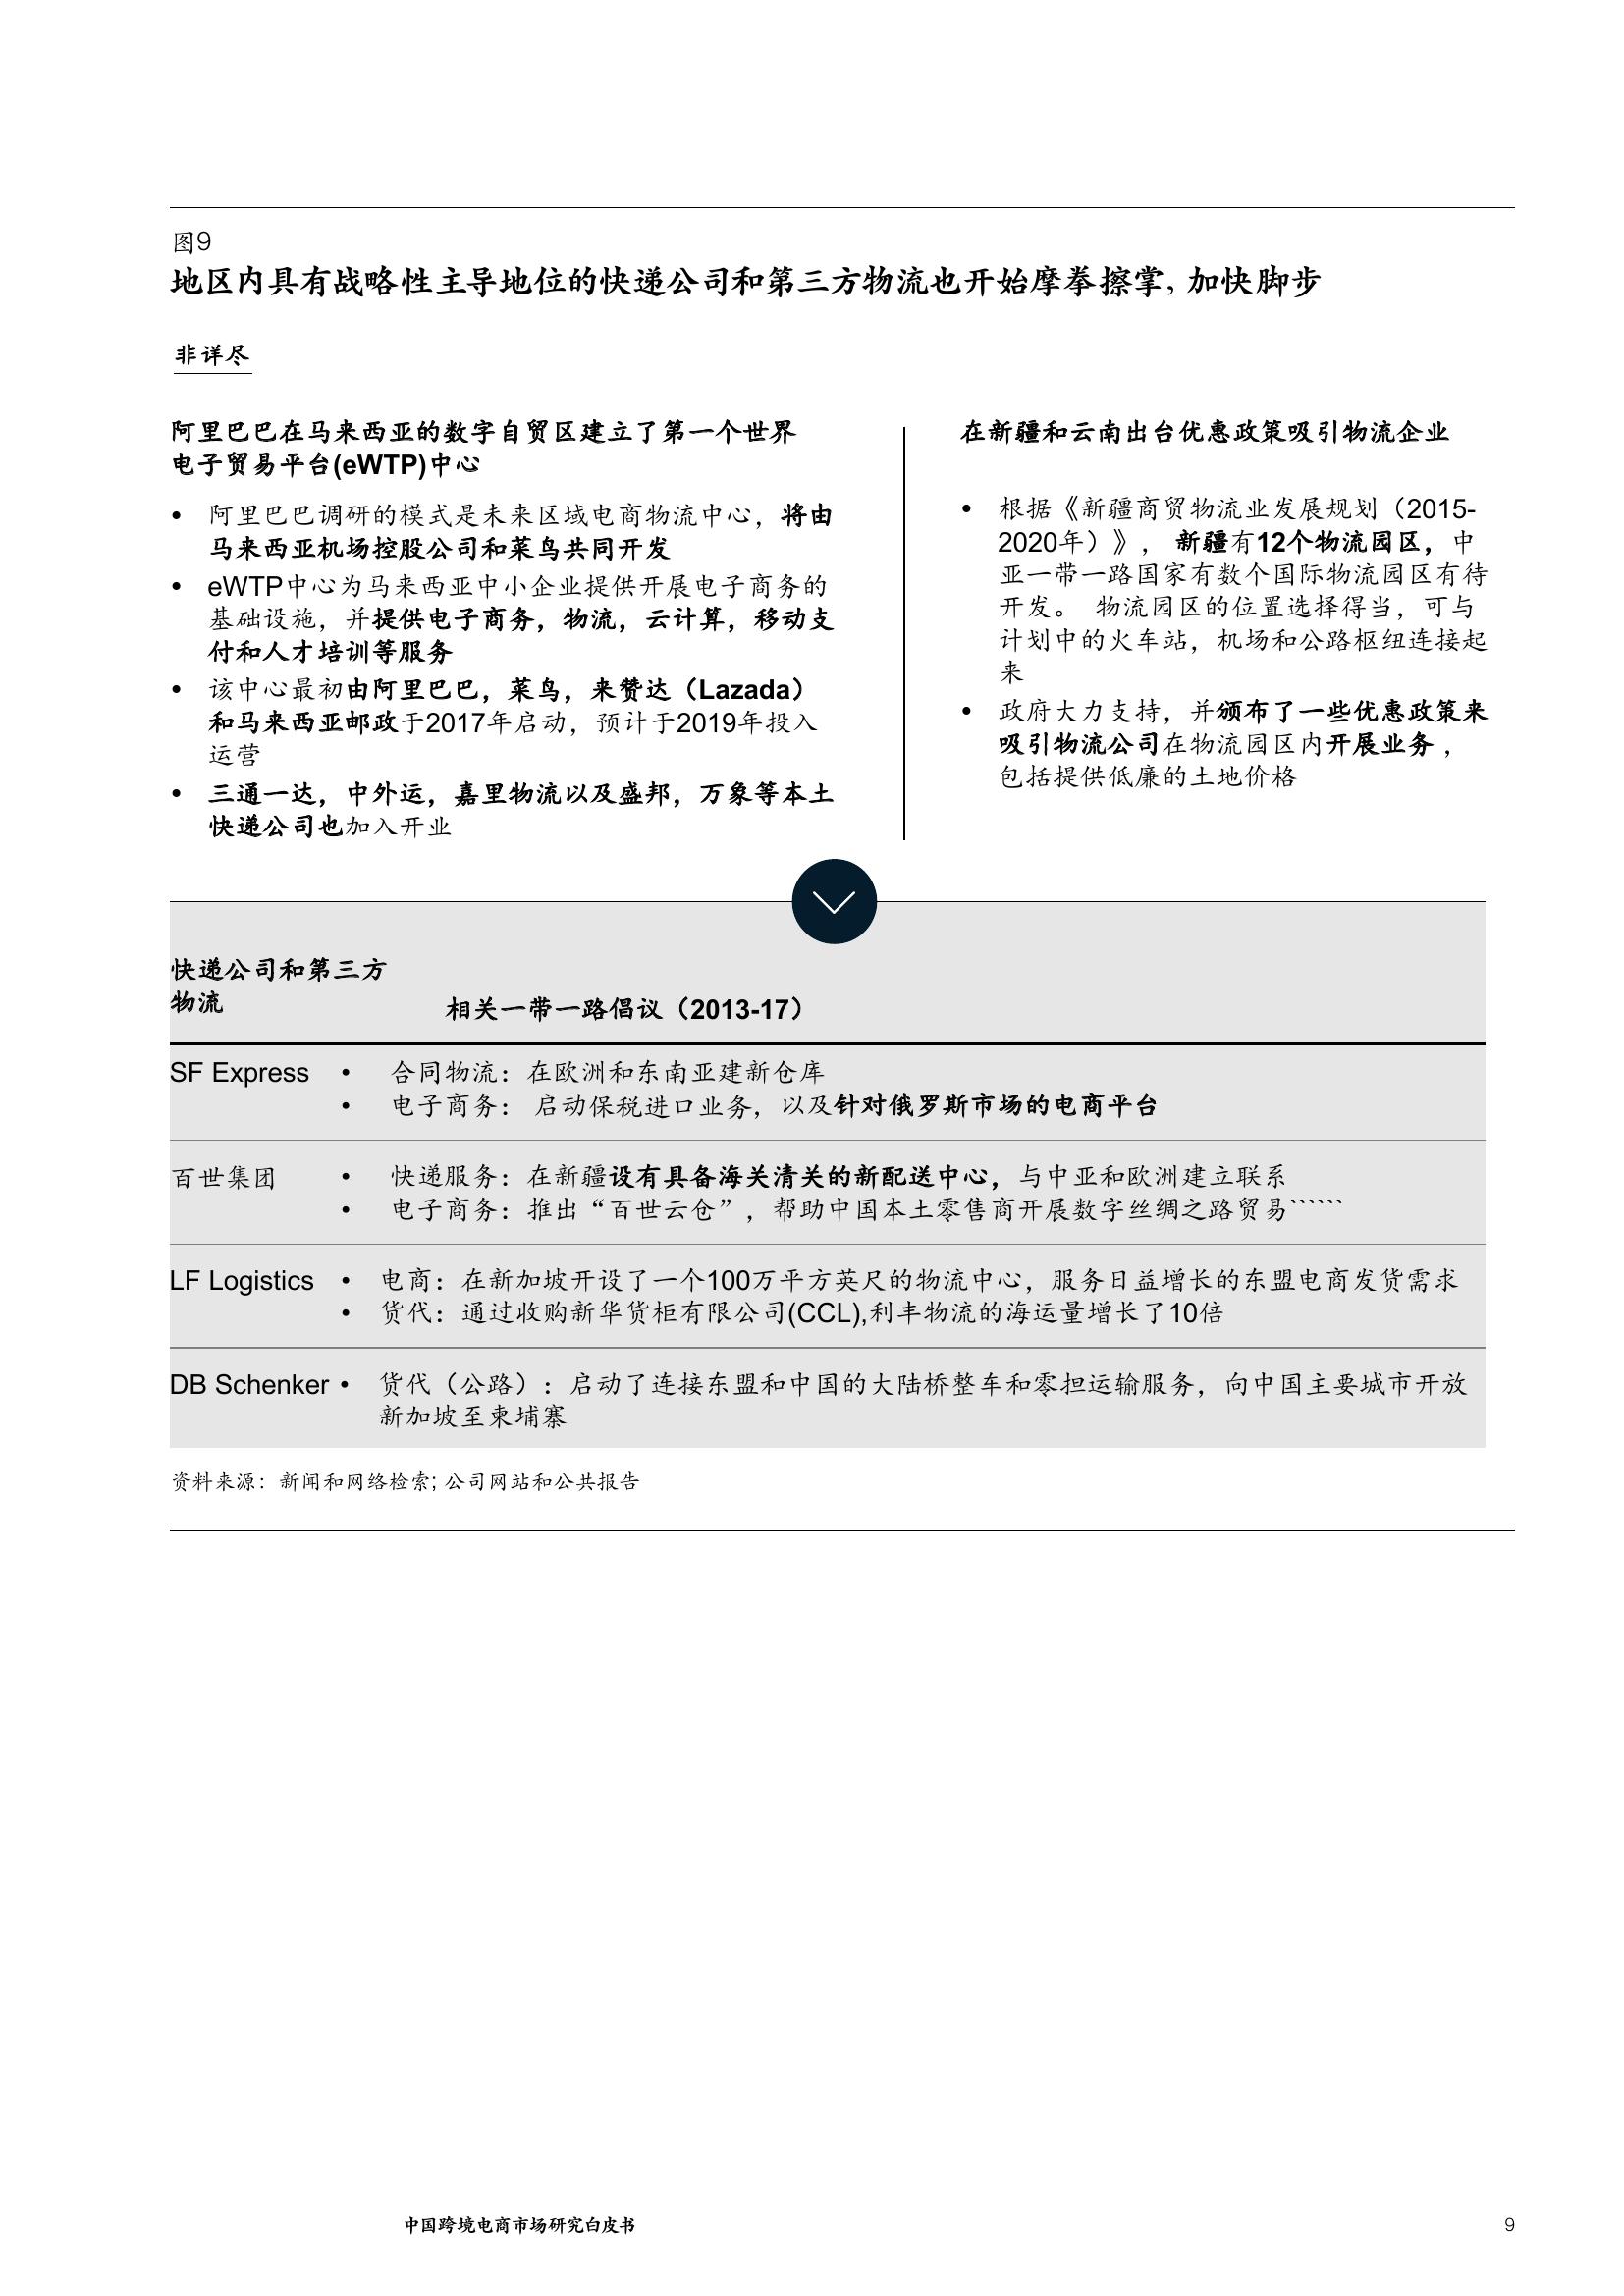 图9
地区内具有战略性主导地位的快递公司和第三方物流也开始摩拳擦掌, 加快脚步
非详尽
阿里巴巴在马来西亚的数字自贸区建立了第一个世界
电子贸易平台(eWTP)中心
• 阿里巴巴调研的模式是未来区域电商物流中心，将由
马来西亚机场控股公司和菜鸟共同开发
• eWTP中心为马来西亚中小企业提供开展电子商务的
基础设施，并提供电子商务，物流，云计算，移动支
付和人才培训等服务
• 该中心最初由阿里巴巴，菜鸟，来赞达（Lazada）
和马来西亚邮政于2017年启动，预计于2019年投入
运营
• 三通一达，中外运，嘉里物流以及盛邦，万象等本土
快递公司也加入开业
在新疆和云南出台优惠政策吸引物流企业
• 根据《新疆商贸物流业发展规划（2015-
2020年）》， 新疆有12个物流园区，中
亚一带一路国家有数个国际物流园区有待
开发。 物流园区的位置选择得当，可与
计划中的火车站，机场和公路枢纽连接起
来
• 政府大力支持，并颁布了一些优惠政策来
吸引物流公司在物流园区内开展业务，
包括提供低廉的土地价格
快递公司和第三方
物流
相关一带一路倡议（2013-17）
SF Express • 合同物流：在欧洲和东南亚建新仓库
• 电子商务： 启动保税进口业务，以及针对俄罗斯市场的电商平台
百世集团 • 快递服务：在新疆设有具备海关清关的新配送中心，与中亚和欧洲建立联系
• 电子商务：推出“百世云仓”，帮助中国本土零售商开展数字丝绸之路贸易``````
LF Logistics • 电商：在新加坡开设了一个100万平方英尺的物流中心，服务日益增长的东盟电商发货需求
• 货代：通过收购新华货柜有限公司(CCL),利丰物流的海运量增长了10倍
DB Schenker • 货代（公路）：启动了连接东盟和中国的大陆桥整车和零担运输服务，向中国主要城市开放
新加坡至柬埔寨
资料来源：新闻和网络检索; 公司网站和公共报告
中国跨境电商市场研究白皮书
9